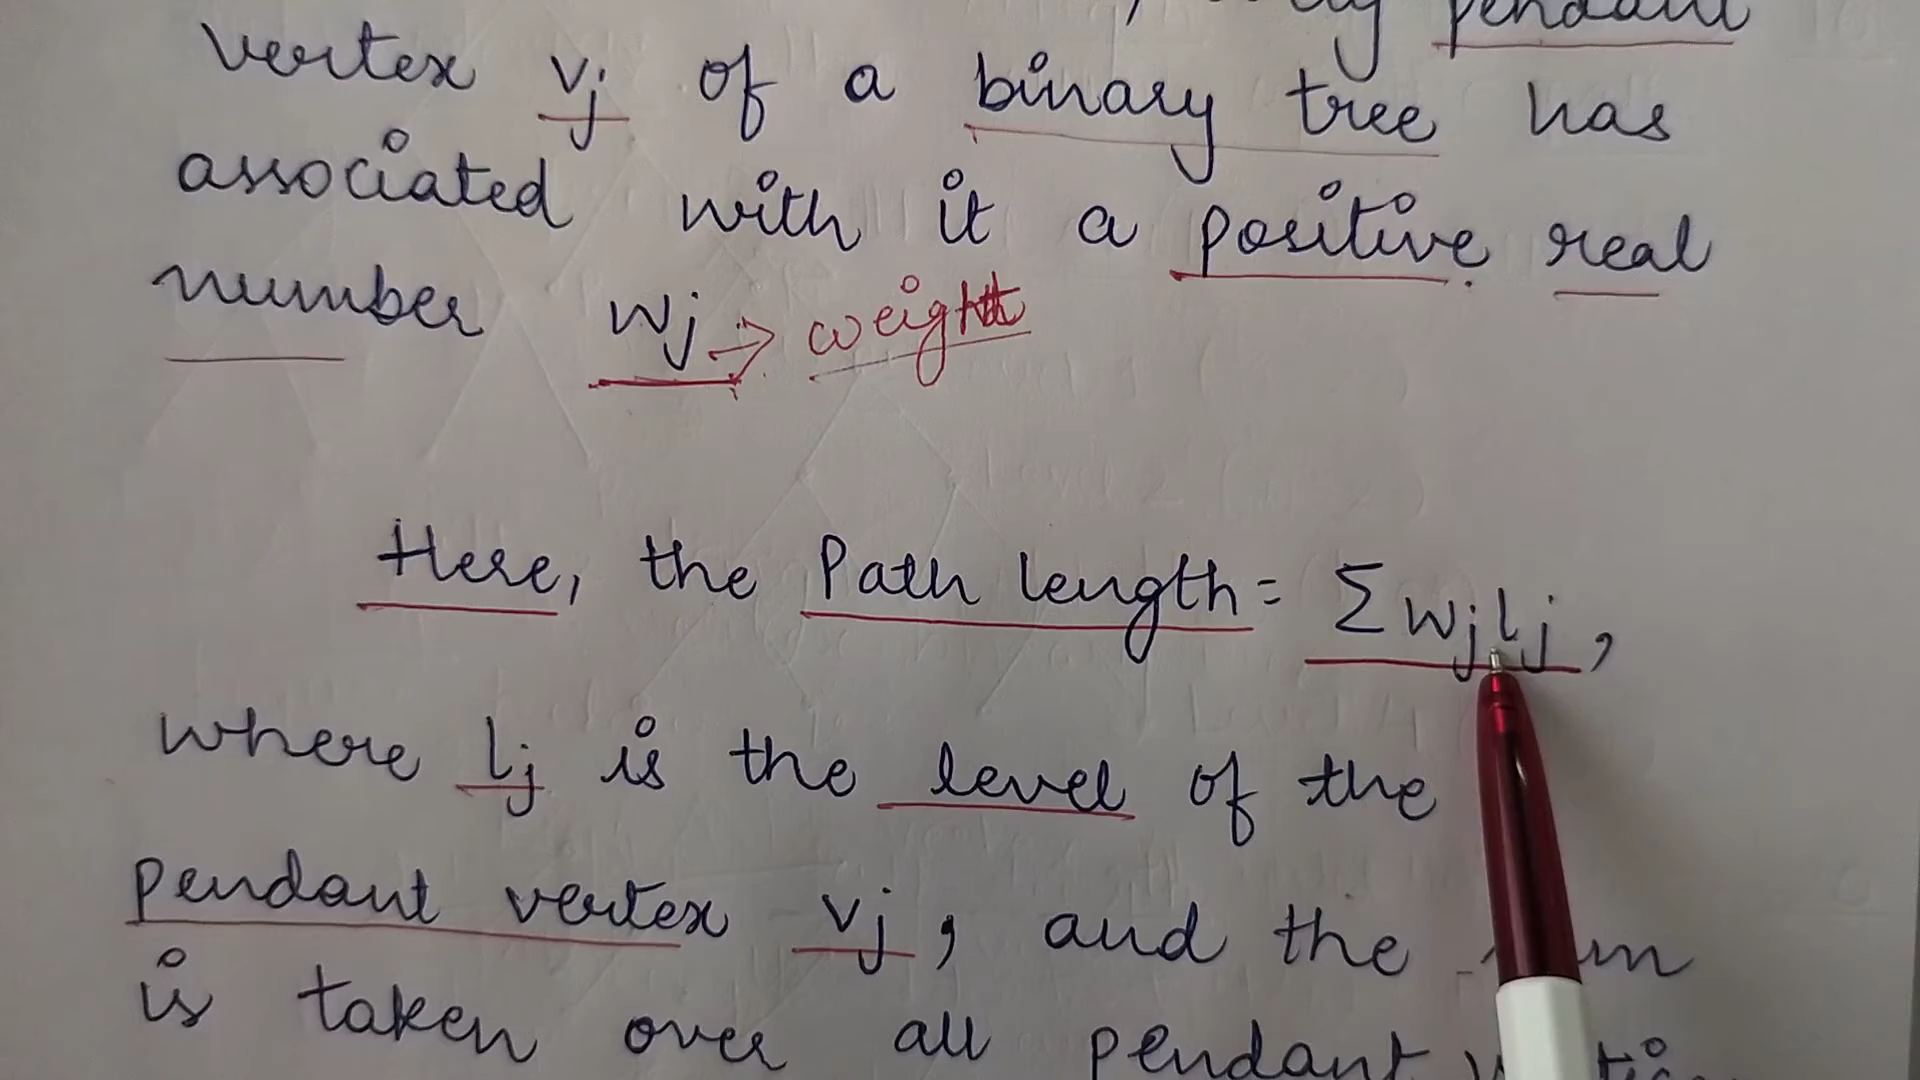 pendant
vertex vj of a binary tree has
associated with it a positive real
number wj → weight
Here, the Path length = Σ wj lj,
where lj is the level of the
pendant vertex vj, and the
is taken over all pendant